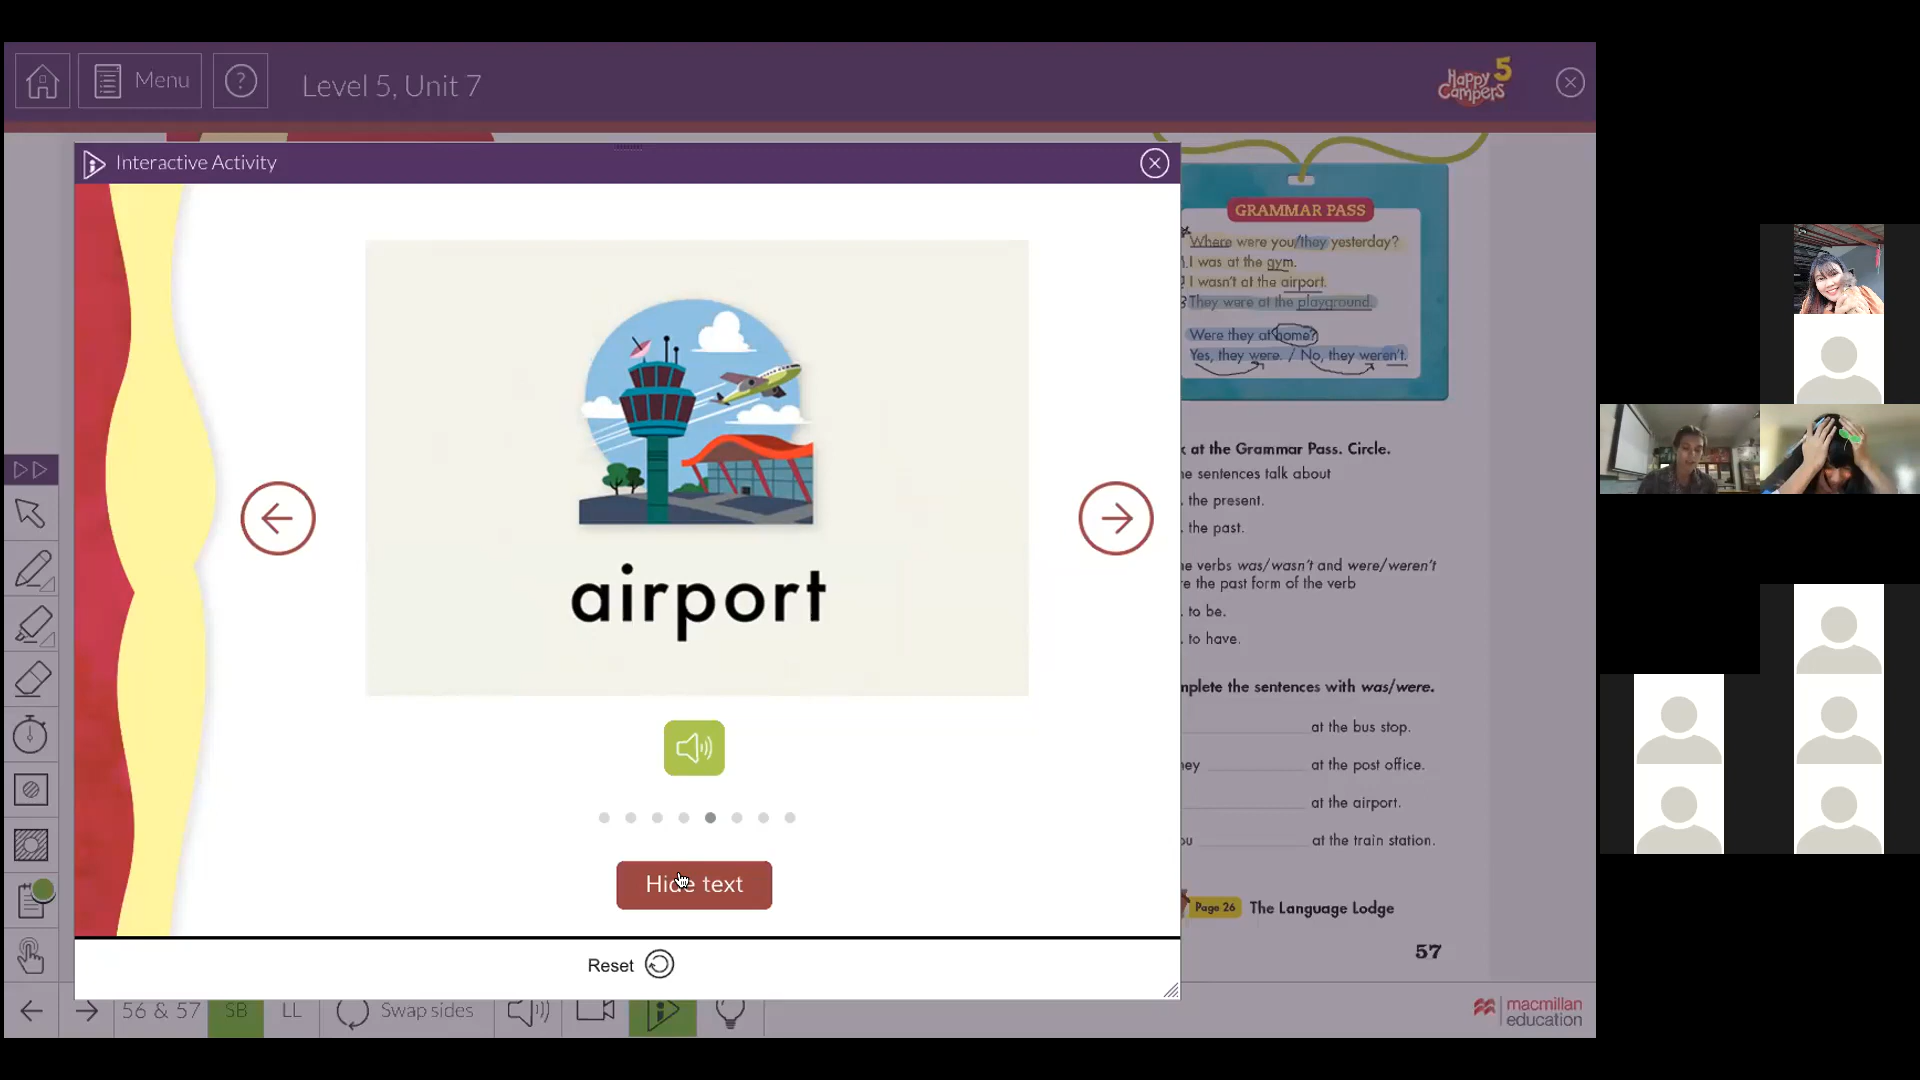 Menu
?
Level 5, Unit 7
Happy Campers 5
Interactive Activity
airport
Hide text
Reset
GRAMMAR PASS
Where were you/they yesterday?
I was at the gym.
I wasn't at the airport.
They were at the playground.
Were they at home?
Yes, they were. / No, they weren't.
at the Grammar Pass. Circle.
sentences talk about
the present.
the past.
verbs was/wasn't and were/weren't
the past form of the verb
to be.
to have.
the sentences with was/were.
at the bus stop.
at the post office.
at the airport.
at the train station.
Page 26 The Language Lodge
57
56 & 57 SB LL Swap sides
macmillan
education